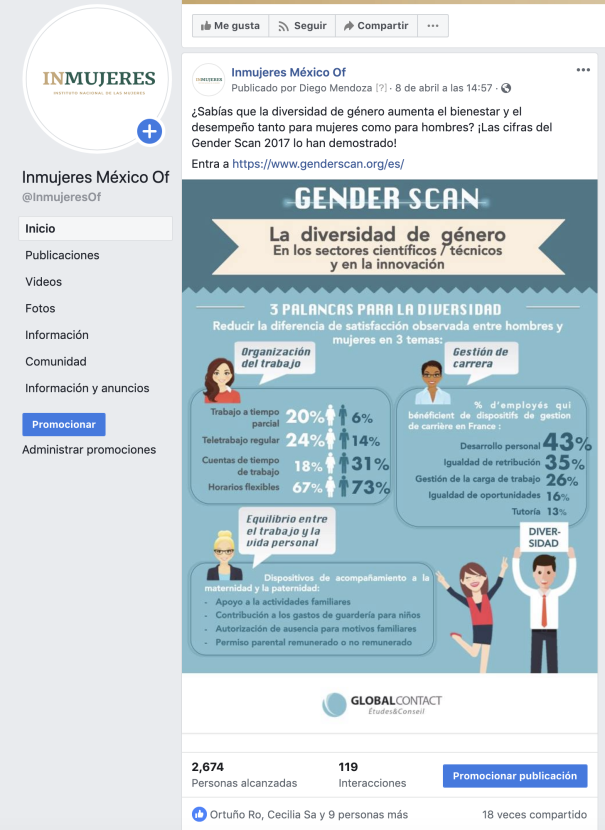 Me gusta
Seguir
Compartir
...
INMUJERES
INSTITUTO NACIONAL DE LAS MUJERES
Inmujeres México Of
@InmujeresOf
Inicio
Publicaciones
Videos
Fotos
Información
Comunidad
Información y anuncios
Promocionar
Administrar promociones
INMUJERES
Inmujeres México Of
Publicado por Diego Mendoza [?] · 8 de abril a las 14:57 ·
¿Sabías que la diversidad de género aumenta el bienestar y el
desempeño tanto para mujeres como para hombres? ¡Las cifras del
Gender Scan 2017 lo han demostrado!
Entra a https://www.genderscan.org/es/
GENDER SCAN
La diversidad de género
En los sectores científicos / técnicos
y en la innovación
3 PALANCAS PARA LA DIVERSIDAD
Reducir la diferencia de satisfacción observada entre hombres y
mujeres en 3 temas:
Organización
del trabajo
Trabajo a tiempo
parcial 20% 6%
Teletrabajo regular 24% 14%
Cuentas de tiempo
de trabajo 18% 31%
Horarios flexibles 67% 73%
Gestión de
carrera
% d'employés qui
bénéficient de dispositifs de gestion
de carrière en France :
Desarrollo personal 43%
Igualdad de retribución 35%
Gestión de la carga de trabajo 26%
Igualdad de oportunidades 16%
Tutoría 13%
Equilibrio entre
el trabajo y la
vida personal
Dispositivos de acompañamiento a la
maternidad y la paternidad:
- Apoyo a la actividades familiares
- Contribución a los gastos de guardería para niños
- Autorización de ausencia para motivos familiares
- Permiso parental remunerado o no remunerado
DIVER-
SIDAD
GLOBALCONTACT
Études&Conseil
2,674
Personas alcanzadas
119
Interacciones
Promocionar publicación
Ortuño Ro, Cecilia Sa y 9 personas más
18 veces compartido